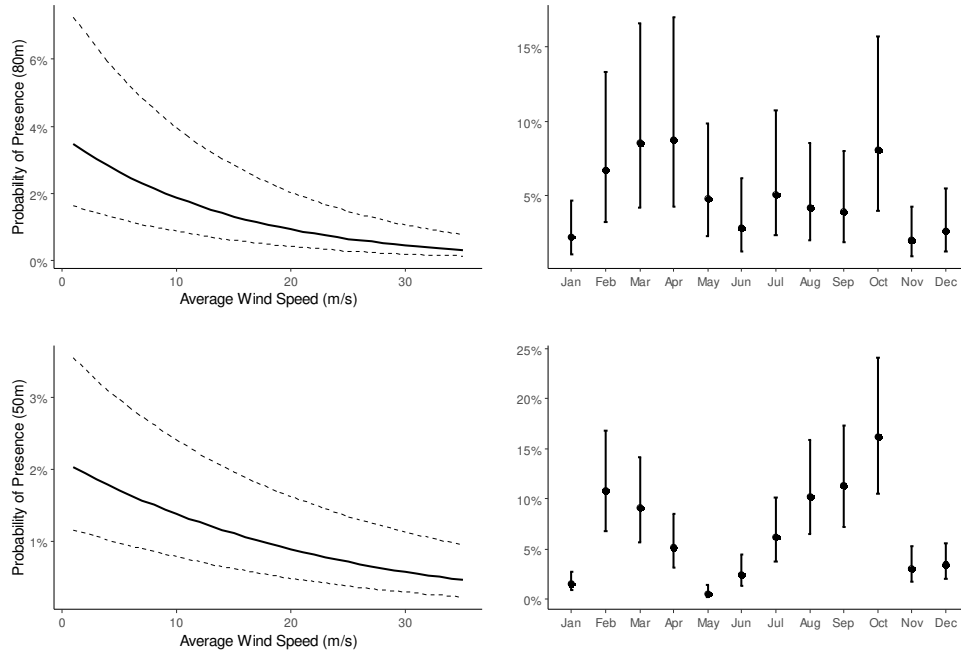 Probability of Presence (80m)
6%
4%
2%
0%
0 10 20 30
Average Wind Speed (m/s)
15%
10%
5%
Jan Feb Mar Apr May Jun Jul Aug Sep Oct Nov Dec
Probability of Presence (50m)
3%
2%
1%
0 10 20 30
Average Wind Speed (m/s)
25%
20%
15%
10%
5%
0%
Jan Feb Mar Apr May Jun Jul Aug Sep Oct Nov Dec